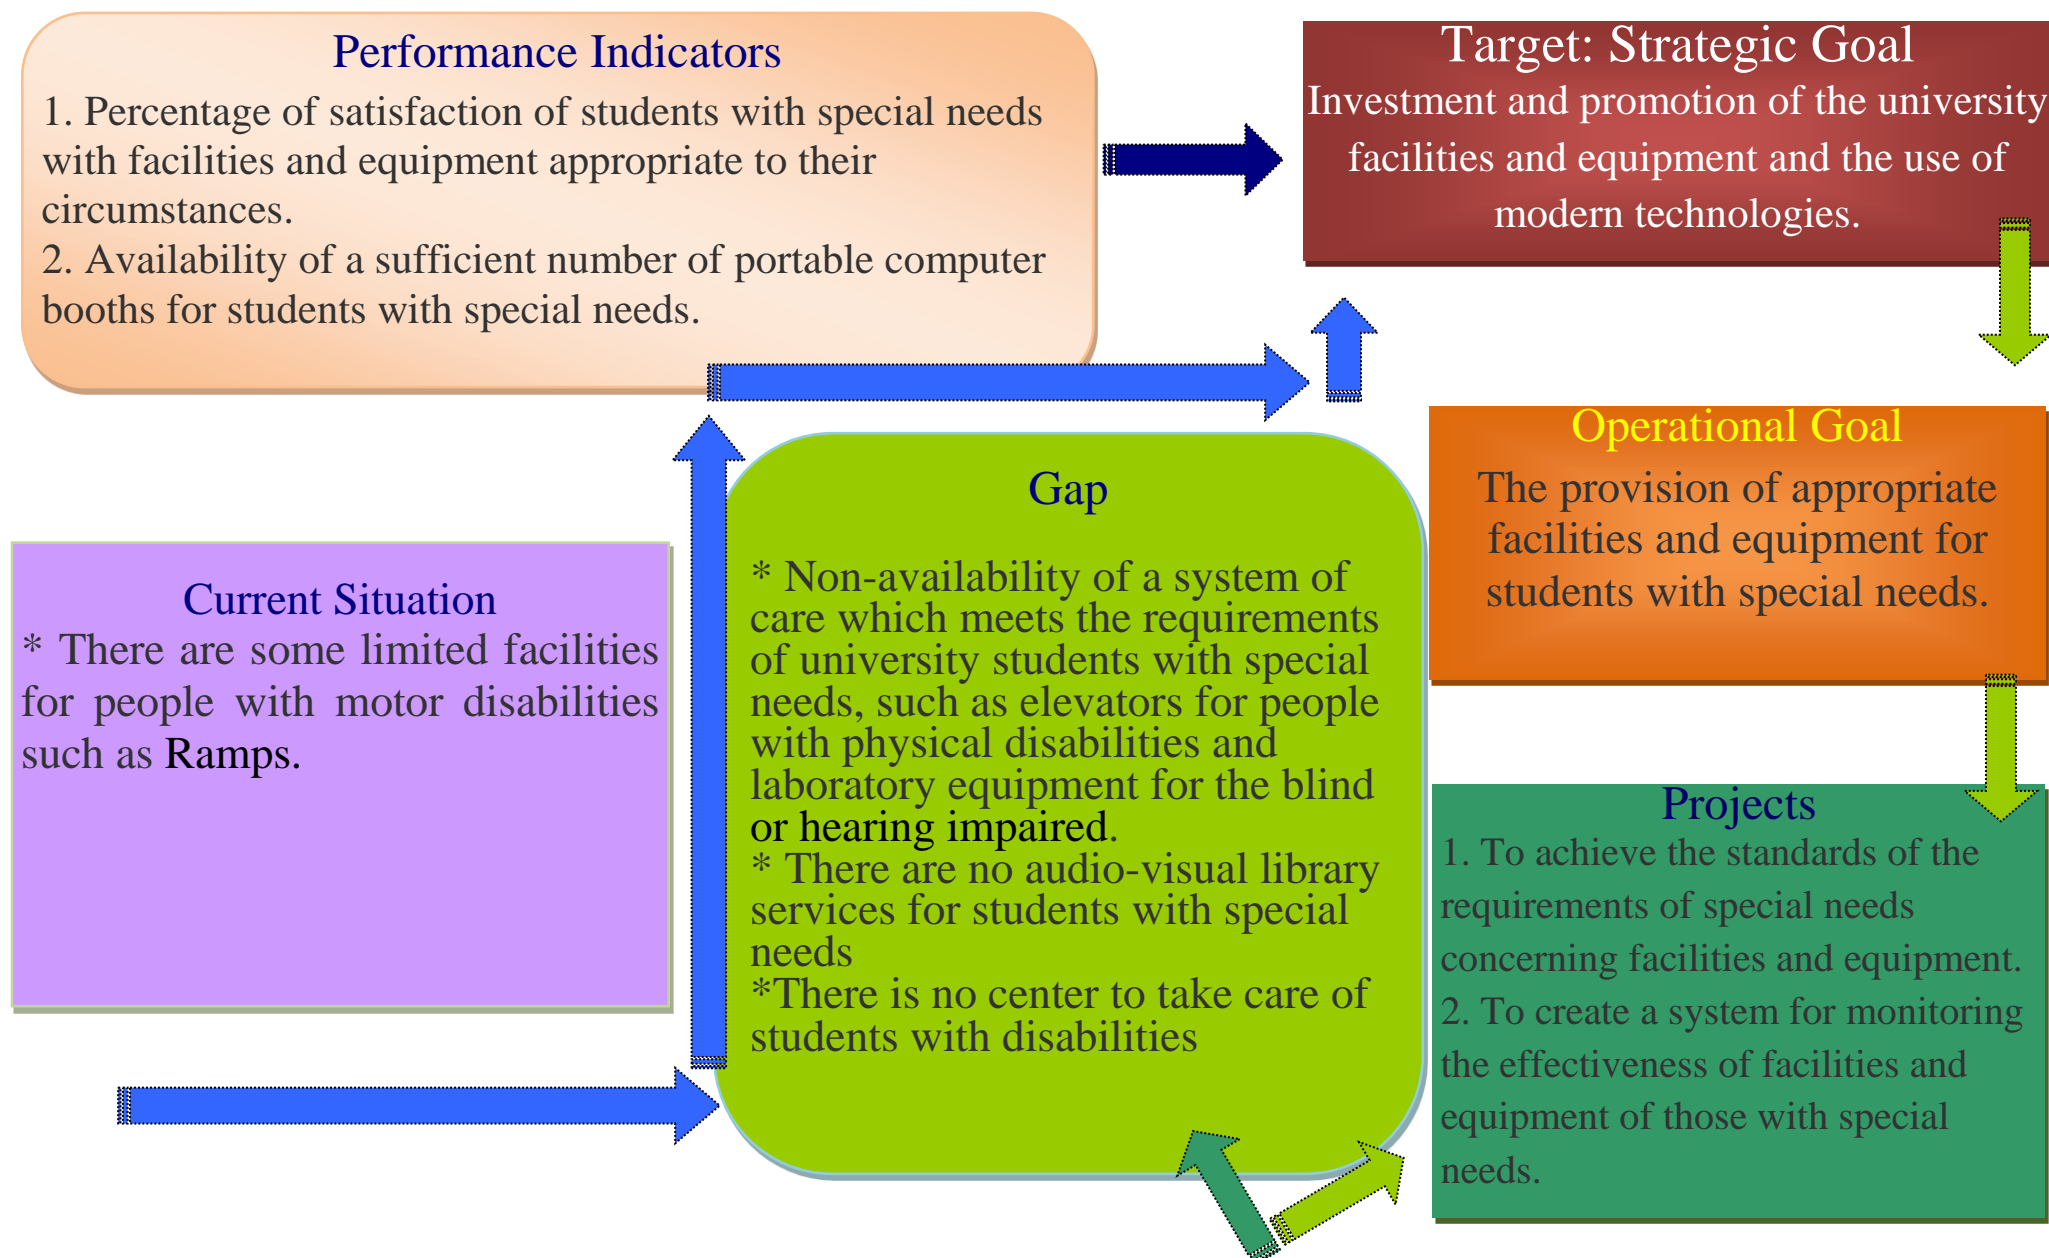 Performance Indicators
1. Percentage of satisfaction of students with special needs
with facilities and equipment appropriate to their
circumstances.
2. Availability of a sufficient number of portable computer
booths for students with special needs.
Target: Strategic Goal
Investment and promotion of the university
facilities and equipment and the use of
modern technologies.
Operational Goal
The provision of appropriate
facilities and equipment for
students with special needs.
Gap
* Non-availability of a system of
care which meets the requirements
of university students with special
needs, such as elevators for people
with physical disabilities and
laboratory equipment for the blind
or hearing impaired.
* There are no audio-visual library
services for students with special
needs
*There is no center to take care of
students with disabilities
Current Situation
* There are some limited facilities
for people with motor disabilities
such as Ramps.
Projects
1. To achieve the standards of the
requirements of special needs
concerning facilities and equipment.
2. To create a system for monitoring
the effectiveness of facilities and
equipment of those with special
needs.